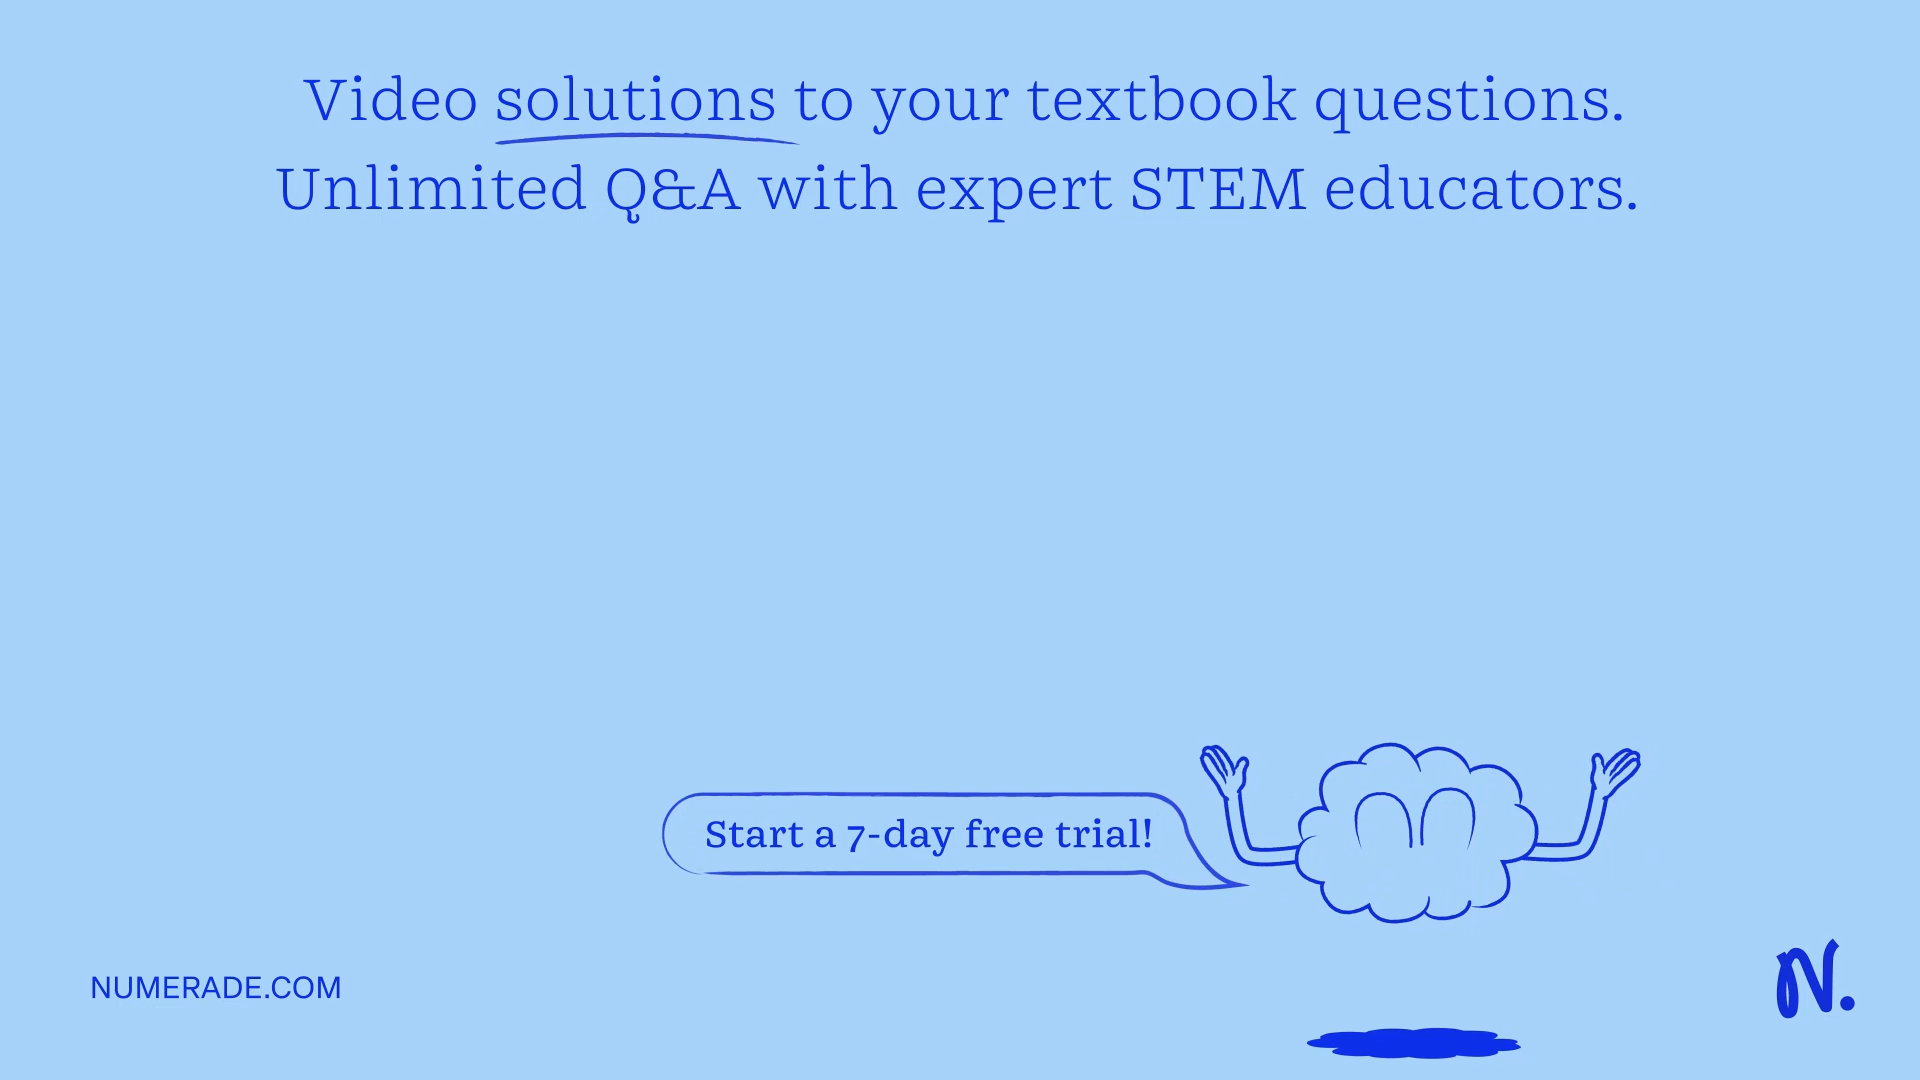 Video solutions to your textbook questions.
Unlimited Q&A with expert STEM educators.
Start a 7-day free trial!
NUMERADE.COM
N.